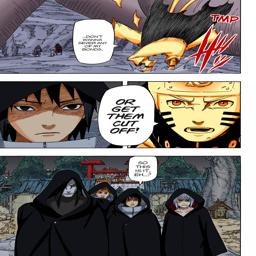 TMP
...DON'T
WANNA
SEVER ANY
OF MY
BONDS.
OR
GET
THEM
CUT
OFF!
SO
THIS
IS IT,
EH...?